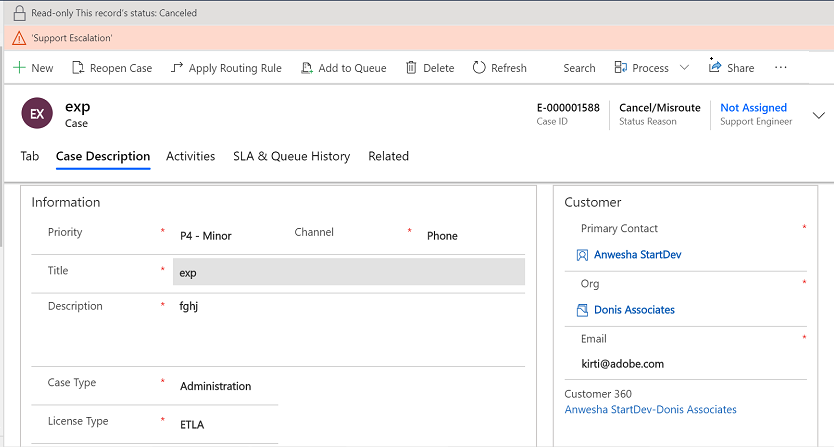 Read-only This record's status: Canceled
'Support Escalation'
New Reopen Case Apply Routing Rule Add to Queue Delete Refresh Search Process Share ...
EX exp E-000001588 Cancel/Misroute Not Assigned
Case Case ID Status Reason Support Engineer
Tab Case Description Activities SLA & Queue History Related
Information
Priority * P4 - Minor Channel * Phone
Title * exp
Description * fghj
Case Type * Administration
License Type * ETLA
Customer
Primary Contact *
Anwesha StartDev
Org *
Donis Associates
Email *
kirti@adobe.com
Customer 360
Anwesha StartDev-Donis Associates